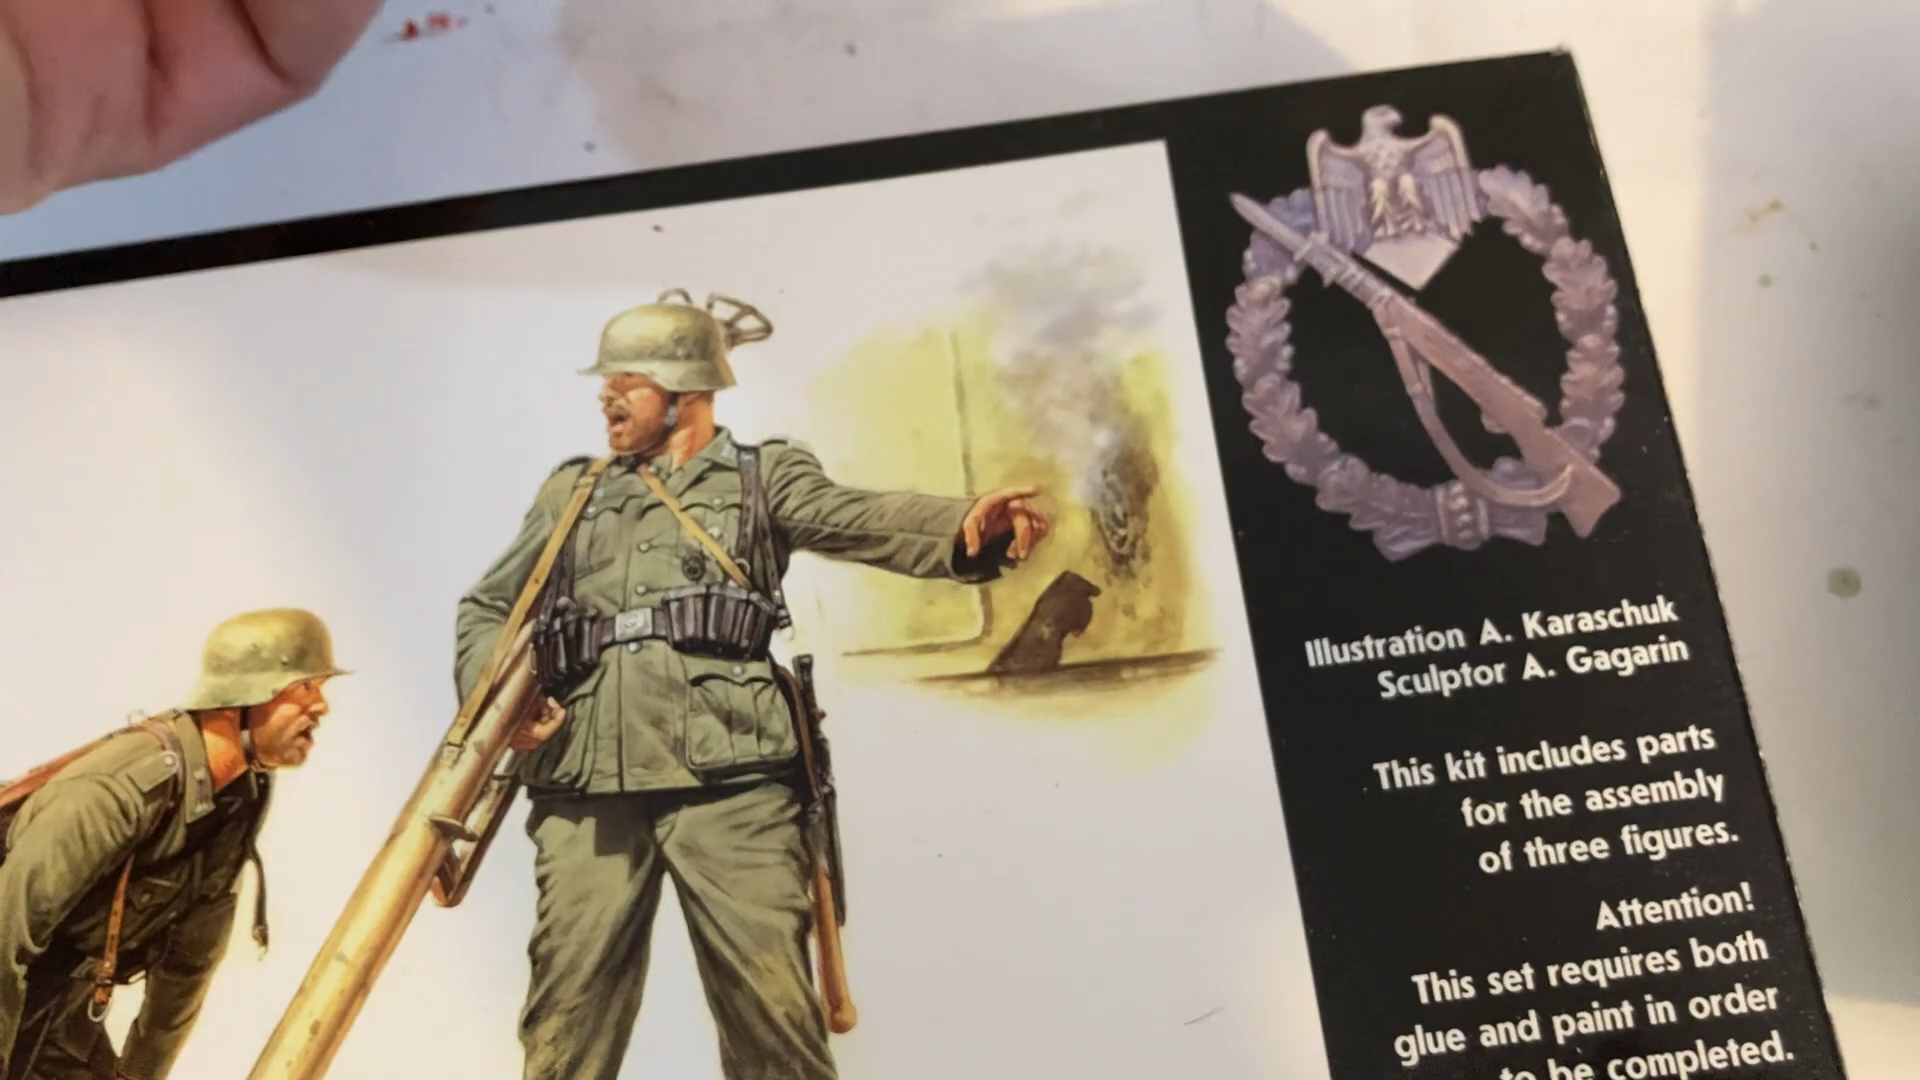 Illustration A. Karaschuk
Sculptor A. Gagarin
This kit includes parts
for the assembly
of three figures.
Attention!
This set requires both
glue and paint in order
to be completed.